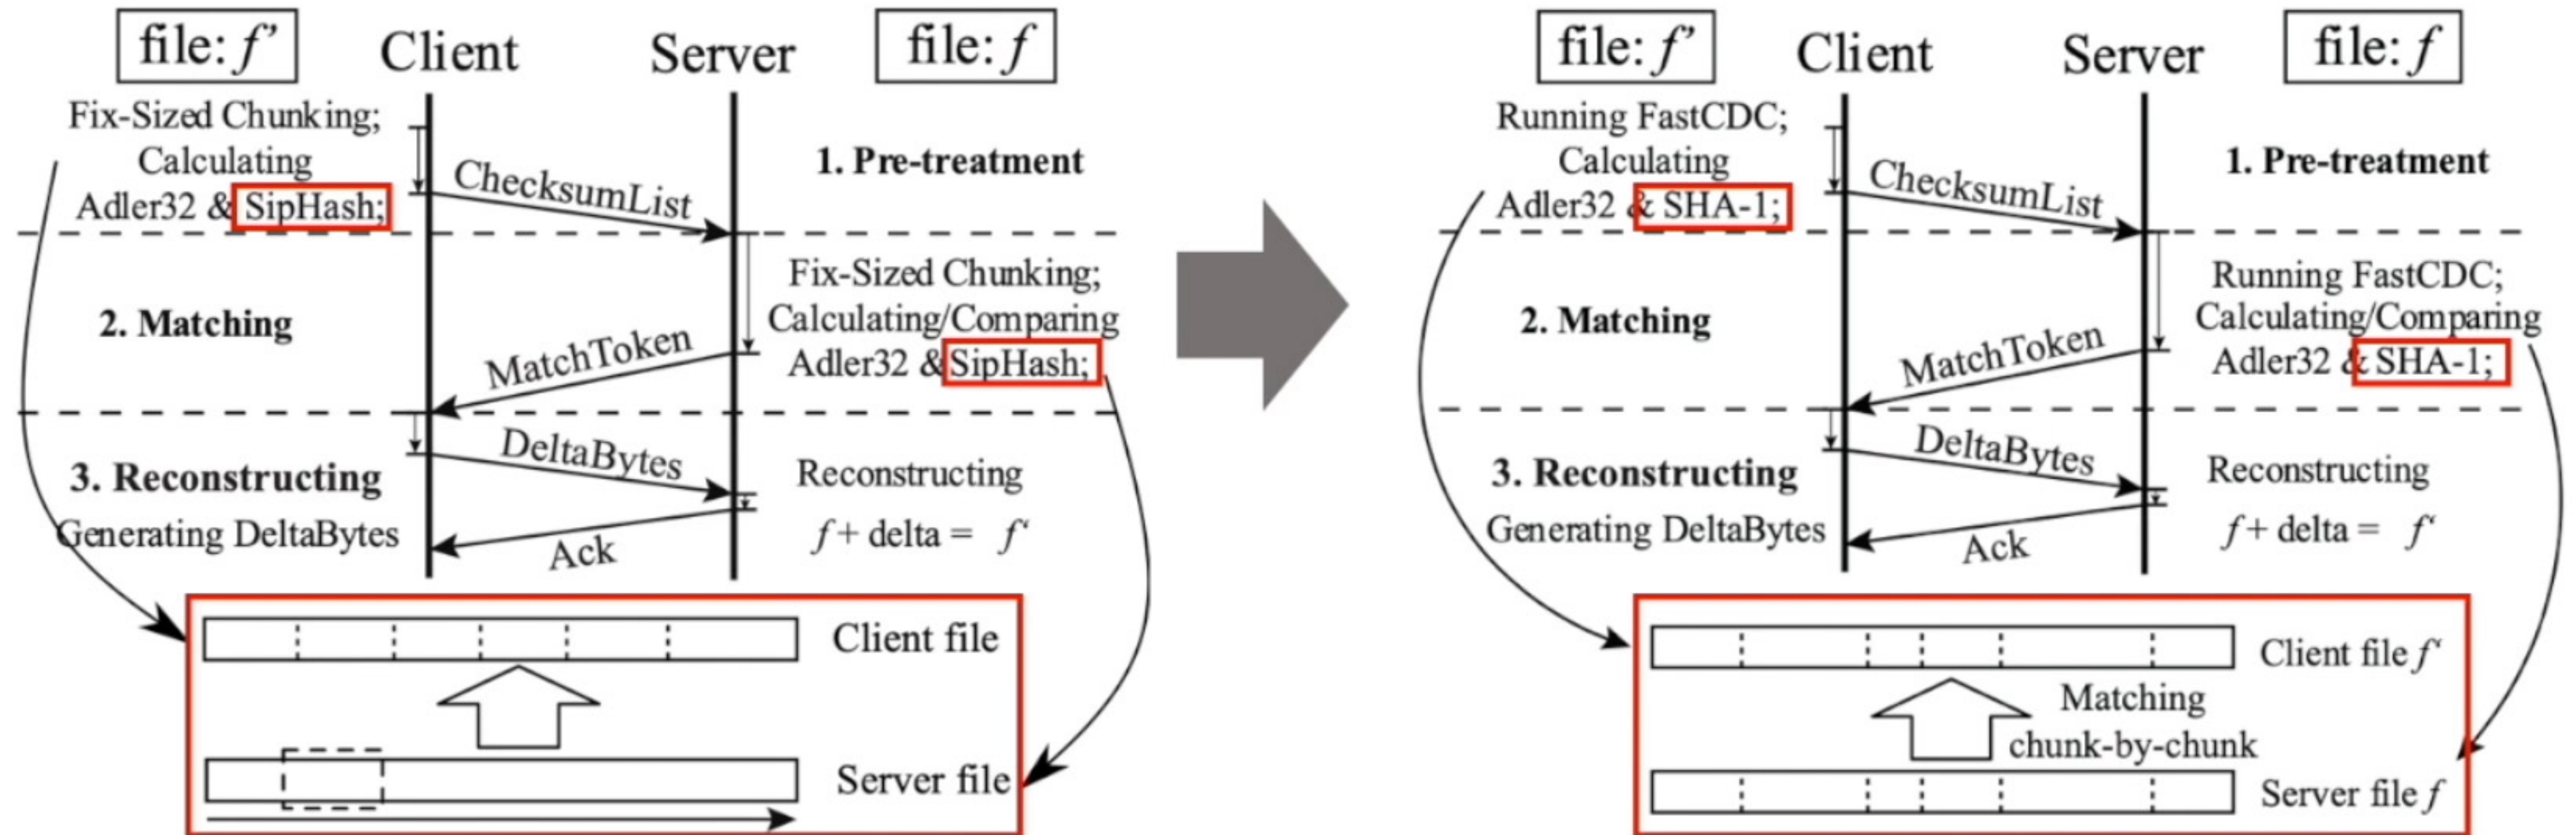 file: f’
Client
Server
file: f
Fix-Sized Chunking;
Calculating
Adler32 & SipHash;
ChecksumList
1. Pre-treatment
2. Matching
Fix-Sized Chunking;
Calculating/Comparing
Adler32 & SipHash;
MatchToken
3. Reconstructing
Generating DeltaBytes
DeltaBytes
Reconstructing
f + delta = f‘
Ack
Client file
Server file
file: f’
Client
Server
file: f
Running FastCDC;
Calculating
Adler32 & SHA-1;
ChecksumList
1. Pre-treatment
2. Matching
Running FastCDC;
Calculating/Comparing
Adler32 & SHA-1;
MatchToken
3. Reconstructing
Generating DeltaBytes
DeltaBytes
Reconstructing
f + delta = f‘
Ack
Client file f‘
Matching
chunk-by-chunk
Server file f